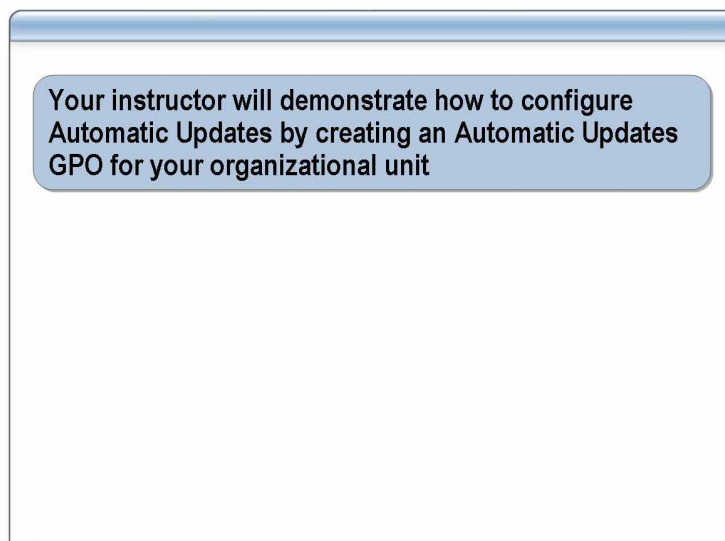 Your instructor will demonstrate how to configure
Automatic Updates by creating an Automatic Updates
GPO for your organizational unit